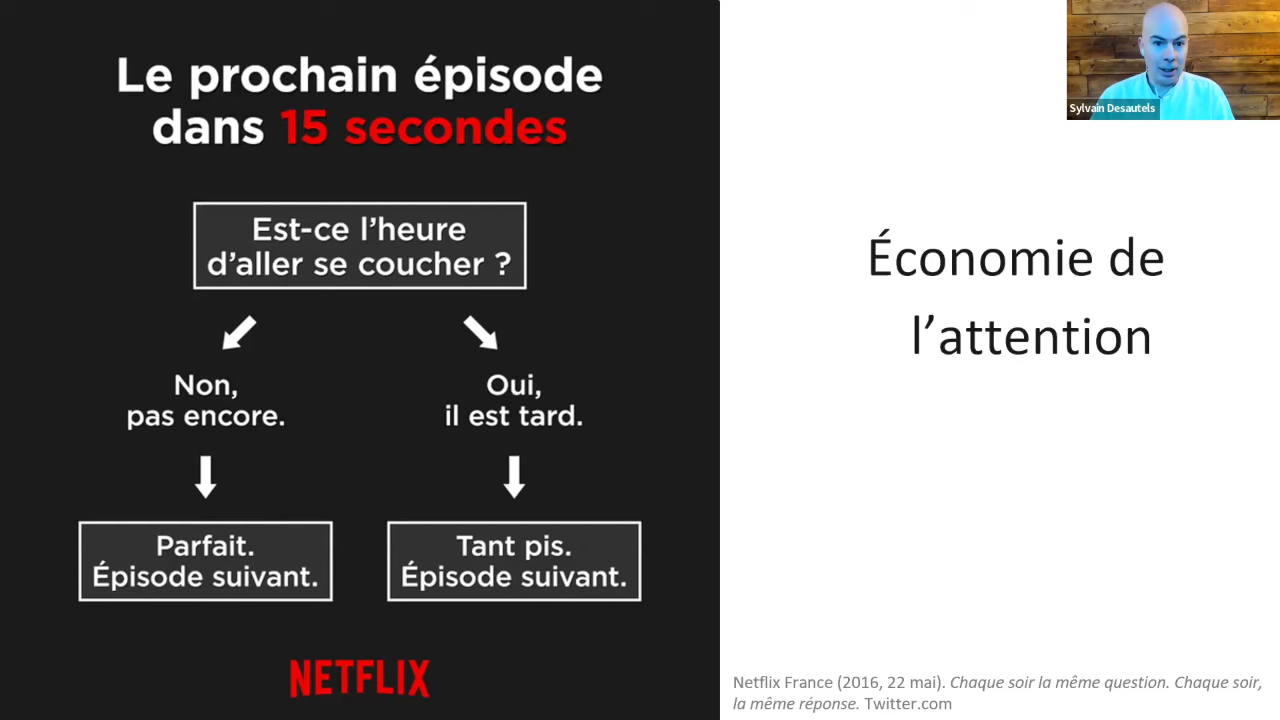 Le prochain épisode
dans 15 secondes
Est-ce l’heure
d’aller se coucher ?
Non,
pas encore.
Oui,
il est tard.
Parfait.
Épisode suivant.
Tant pis.
Épisode suivant.
NETFLIX
Sylvain Desautels
Économie de
l’attention
Netflix France (2016, 22 mai). Chaque soir la même question. Chaque soir,
la même réponse. Twitter.com